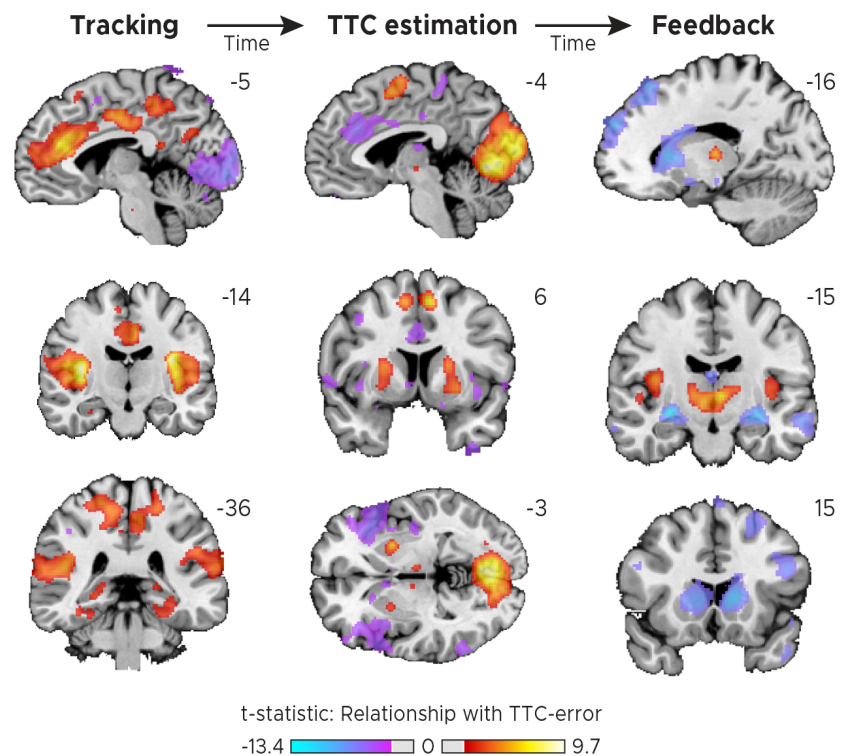 Tracking Time TTC estimation Time Feedback
-5 -4 -16
-14 6 -15
-36 -3 15
t-statistic: Relationship with TTC-error
-13.4 0 9.7